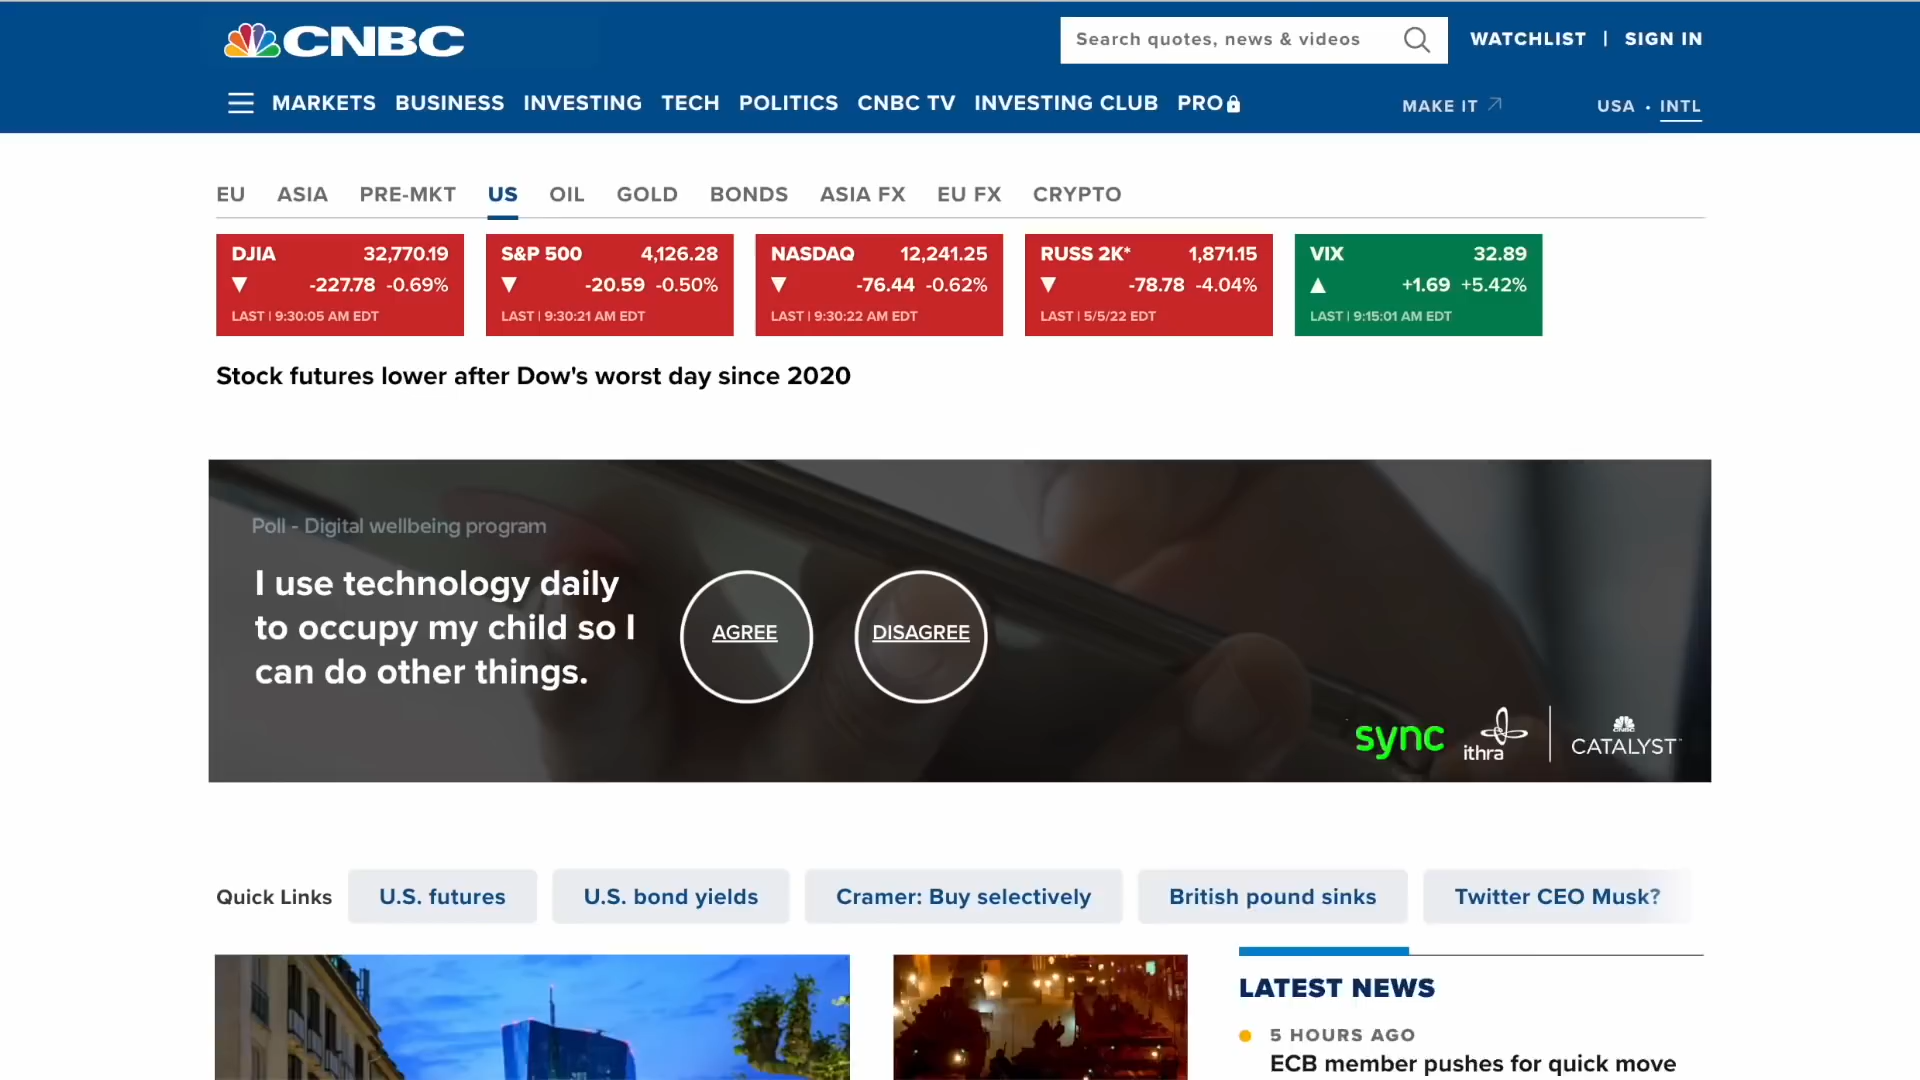 CNBC
Search quotes, news & videos
WATCHLIST | SIGN IN
MARKETS BUSINESS INVESTING TECH POLITICS CNBC TV INVESTING CLUB PRO
MAKE IT
USA • INTL
EU ASIA PRE-MKT US OIL GOLD BONDS ASIA FX EU FX CRYPTO
DJIA 32,770.19
▼ -227.78 -0.69%
LAST | 9:30:05 AM EDT
S&P 500 4,126.28
▼ -20.59 -0.50%
LAST | 9:30:21 AM EDT
NASDAQ 12,241.25
▼ -76.44 -0.62%
LAST | 9:30:22 AM EDT
RUSS 2K* 1,871.15
▼ -78.78 -4.04%
LAST | 5/5/22 EDT
VIX 32.89
▲ +1.69 +5.42%
LAST | 9:15:01 AM EDT
Stock futures lower after Dow's worst day since 2020
Poll - Digital wellbeing program
I use technology daily
to occupy my child so I
can do other things.
AGREE
DISAGREE
sync
ithra
CNBC
CATALYST
Quick Links
U.S. futures
U.S. bond yields
Cramer: Buy selectively
British pound sinks
Twitter CEO Musk?
LATEST NEWS
5 HOURS AGO
ECB member pushes for quick move